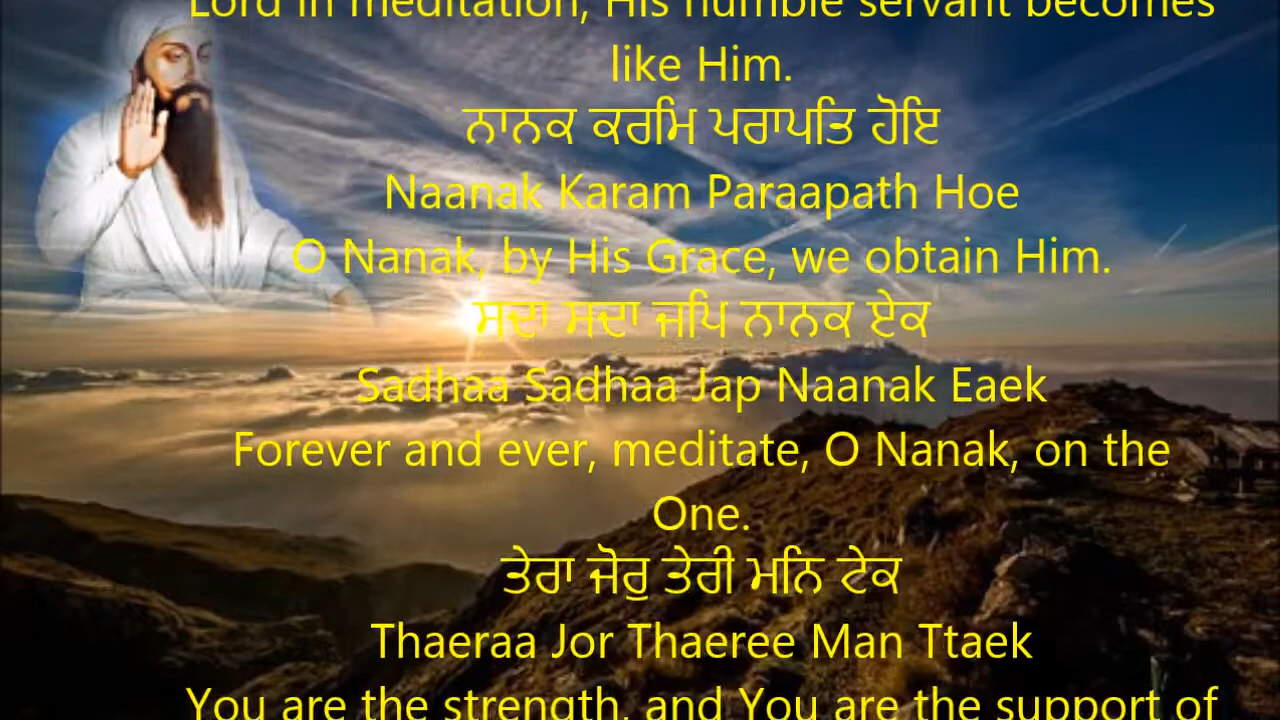 Lord in meditation, His humble servant becomes
like Him.
ਨਾਨਕ ਕਰਮਿ ਪਰਾਪਤਿ ਹੋਇ
Naanak Karam Paraapath Hoe
O Nanak, by His Grace, we obtain Him.
ਸਦਾ ਸਦਾ ਜਪਿ ਨਾਨਕ ਏਕ
Sadhaa Sadhaa Jap Naanak Eaek
Forever and ever, meditate, O Nanak, on the
One.
ਤੇਰਾ ਜੋਰੁ ਤੇਰੀ ਮਨਿ ਟੇਕ
Thaeraa Jor Thaeree Man Ttaek
You are the strength, and You are the support of